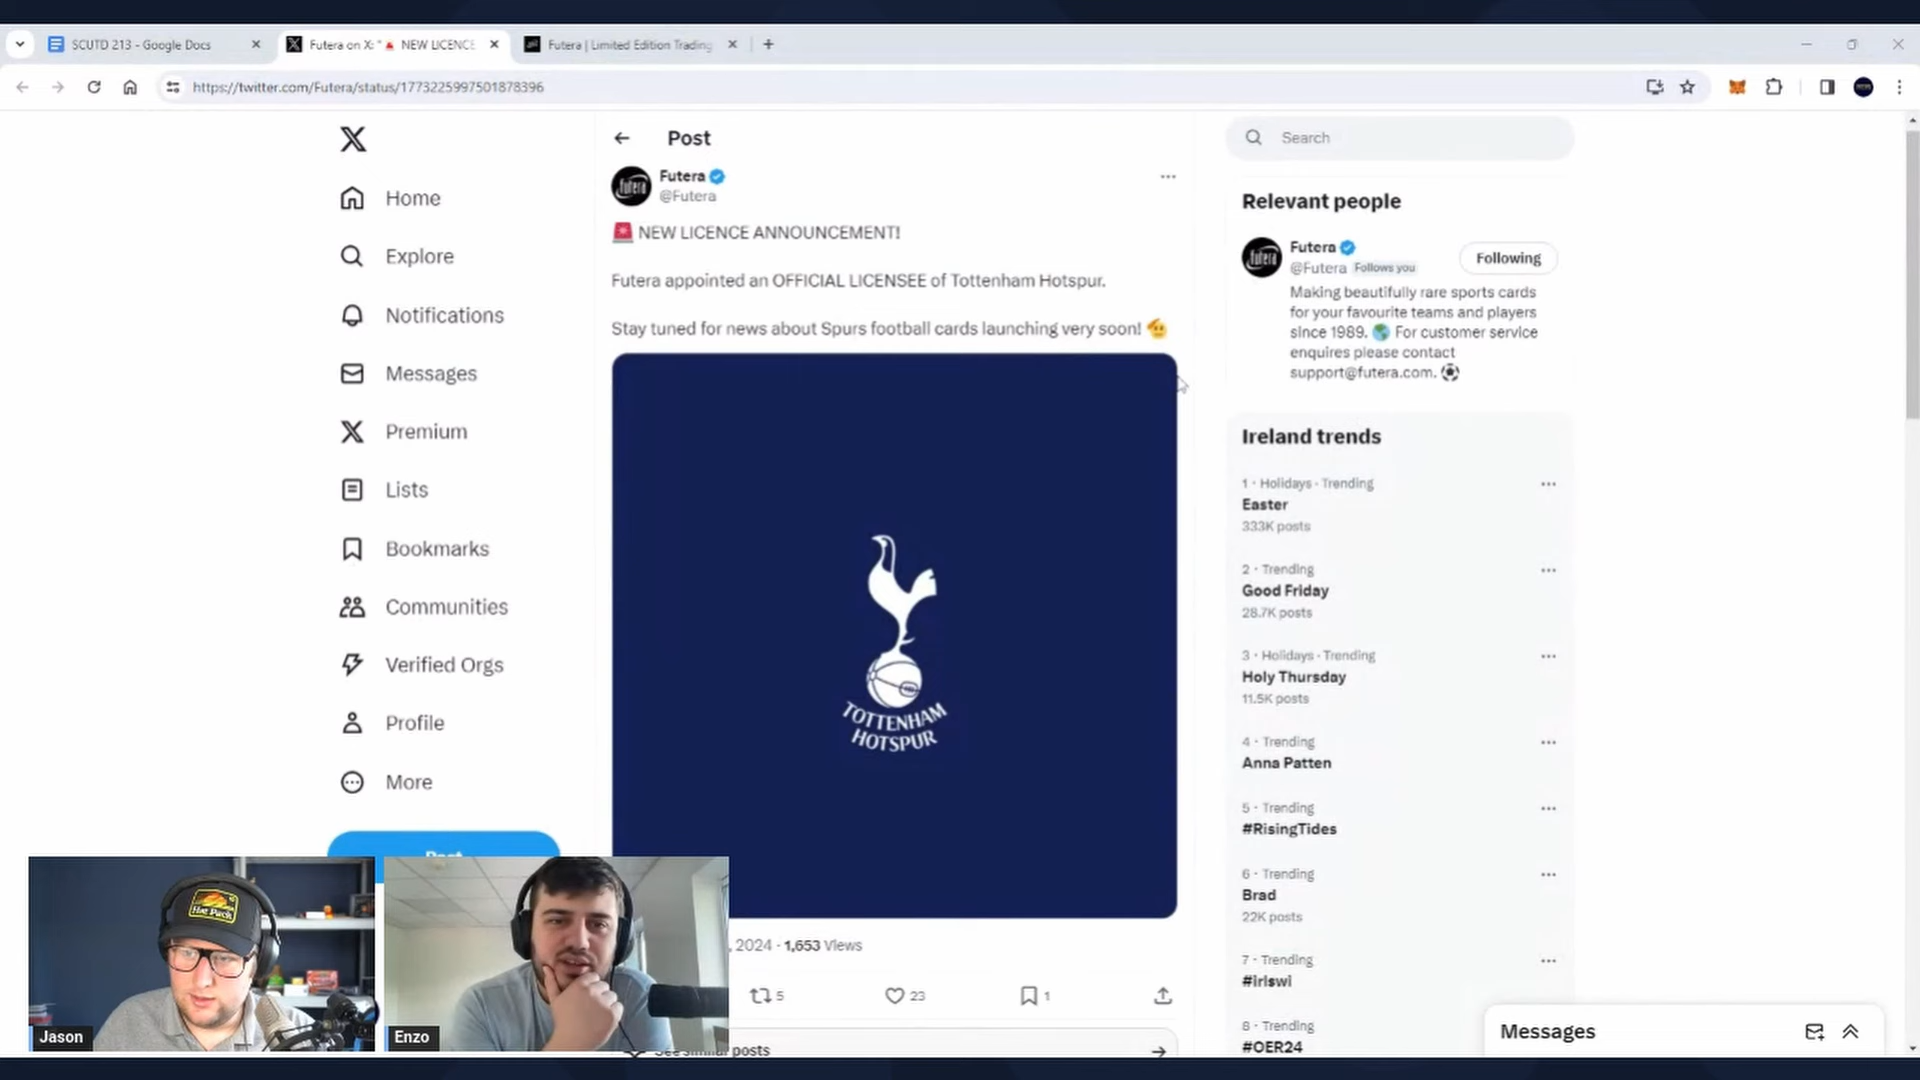 SCUTD 213 - Google Docs
Futera on X: " 🚨 NEW LICENC
Futera | Limited Edition Trading
https://twitter.com/Futera/status/1773225997501878396
Home
Explore
Notifications
Messages
Premium
Lists
Bookmarks
Communities
Verified Orgs
Profile
More
Post
Post
Futera
@Futera
futera
🚨 NEW LICENCE ANNOUNCEMENT!
Futera appointed an OFFICIAL LICENSEE of Tottenham Hotspur.
Stay tuned for news about Spurs football cards launching very soon! 🫡
TOTTENHAM
HOTSPUR
, 2024 · 1,653 Views
5
23
1
See similar posts
Search
Relevant people
futera
Futera
@Futera Follows you
Following
Making beautifully rare sports cards
for your favourite teams and players
since 1989. 🌎 For customer service
enquires please contact
support@futera.com. ⚽
Ireland trends
1 · Holidays · Trending
Easter
333K posts
2 · Trending
Good Friday
28.7K posts
3 · Holidays · Trending
Holy Thursday
11.5K posts
4 · Trending
Anna Patten
5 · Trending
#RisingTides
6 · Trending
Brad
22K posts
7 · Trending
#irlswi
8 · Trending
#OER24
Messages
Jason
Enzo